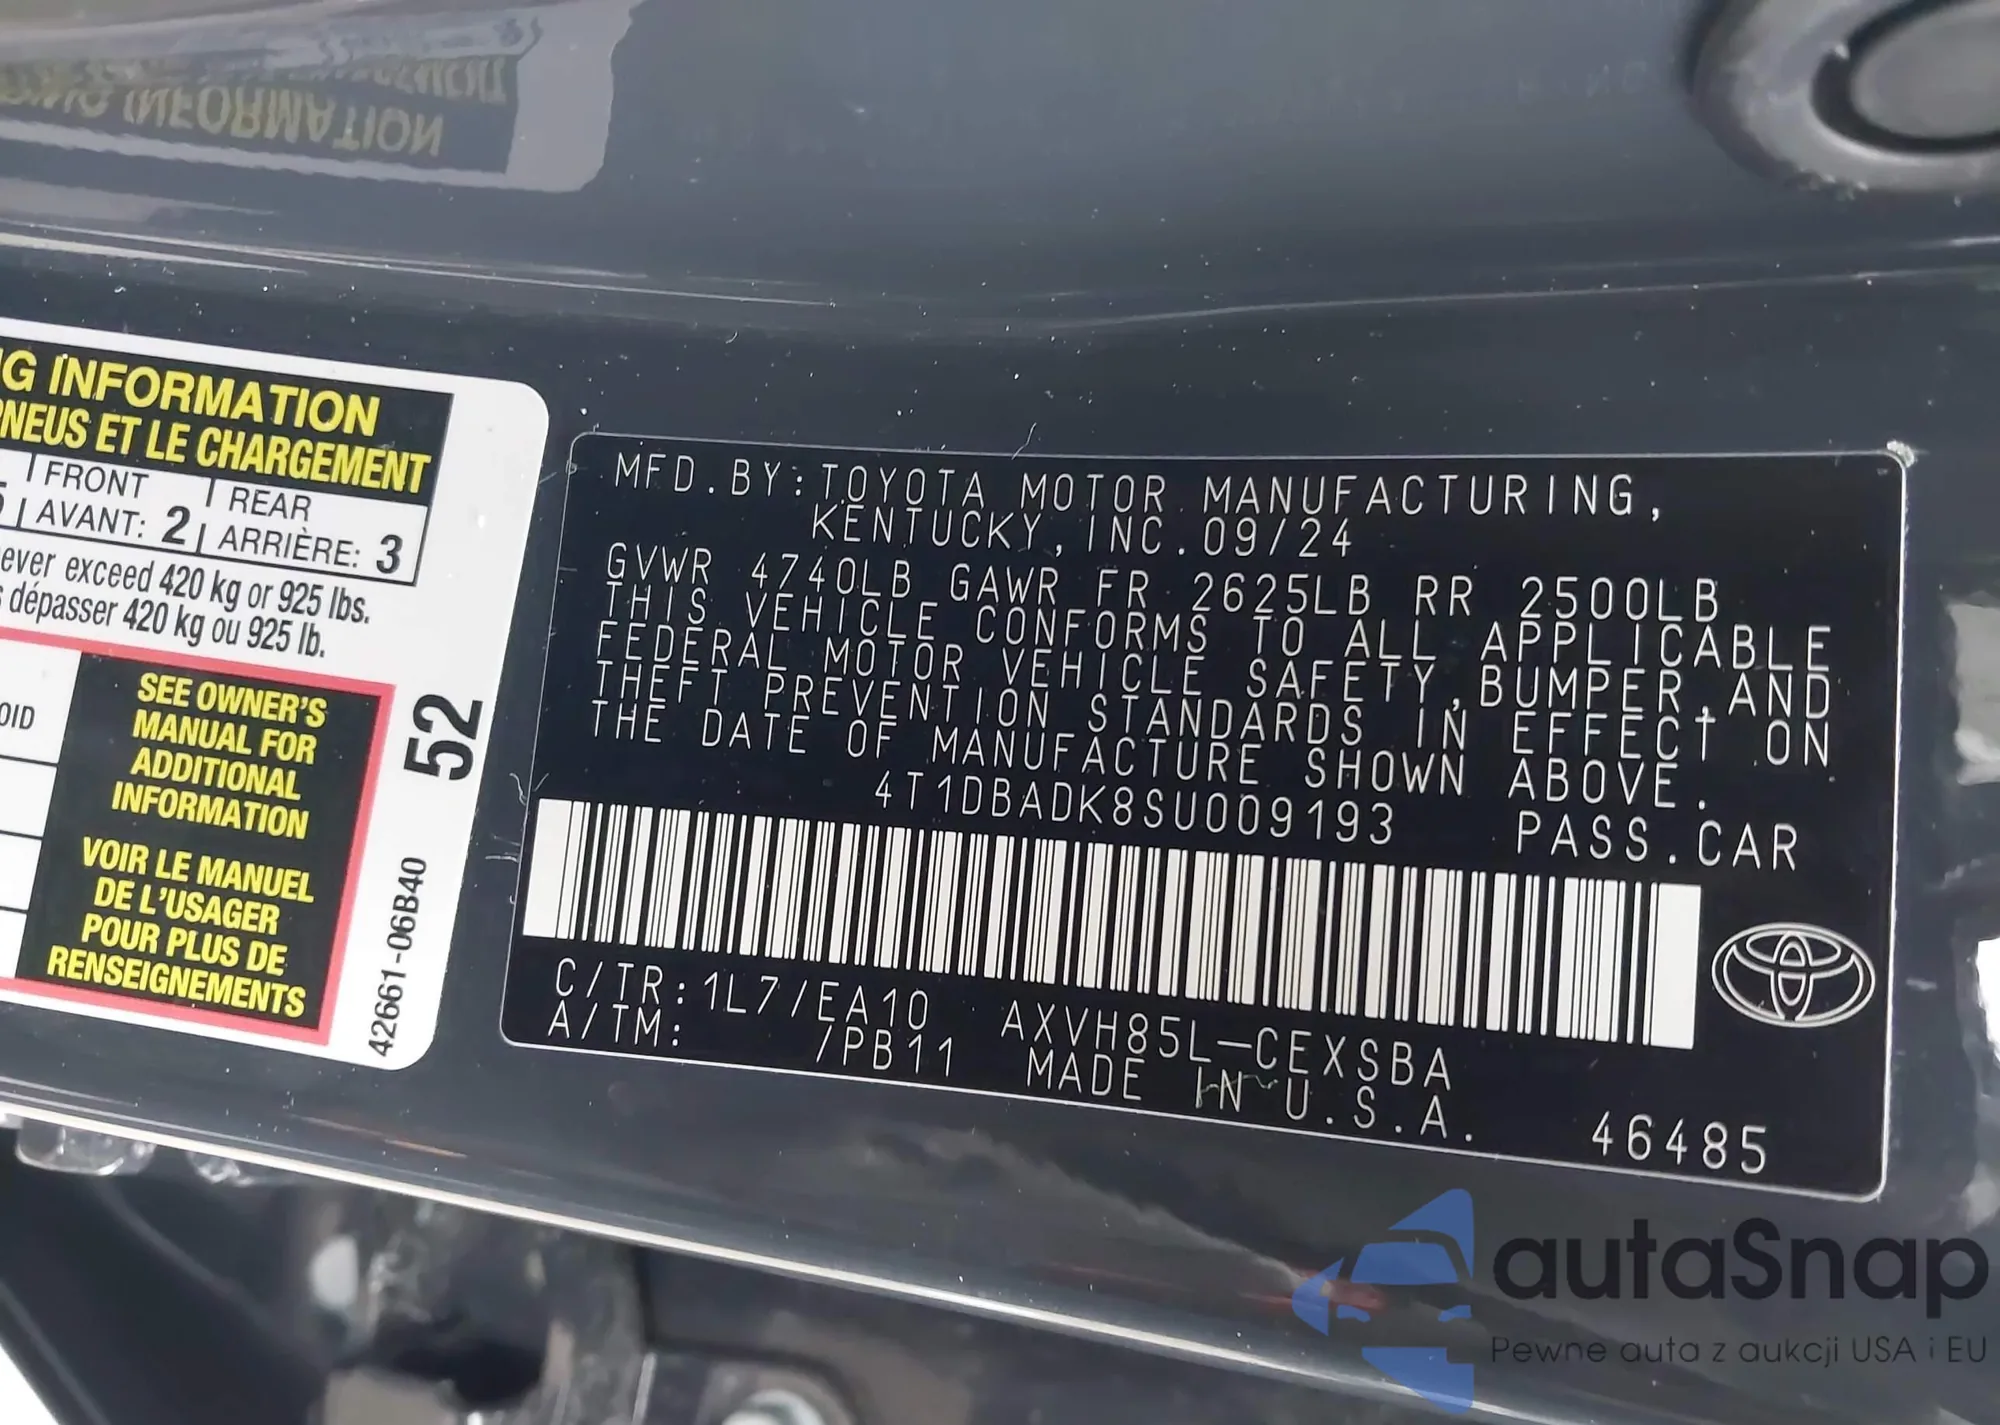 G INFORMATION
PNEUS ET LE CHARGEMENT
FRONT
AVANT: 2
REAR
ARRIÈRE: 3
ever exceed 420 kg or 925 lbs.
dépasser 420 kg ou 925 lb.
OID
SEE OWNER'S
MANUAL FOR
ADDITIONAL
INFORMATION
VOIR LE MANUEL
DE L'USAGER
POUR PLUS DE
RENSEIGNEMENTS
52
42661-06B40
MFD. BY: TOYOTA MOTOR MANUFACTURING,
KENTUCKY, INC. 09/24
GVWR 4740LB GAWR FR 2625LB RR 2500LB
THIS VEHICLE CONFORMS TO ALL APPLICABLE
FEDERAL MOTOR VEHICLE SAFETY, BUMPER, AND
THEFT PREVENTION STANDARDS IN EFFECT ON
THE DATE OF MANUFACTURE SHOWN ABOVE.
4T1DBADK8SU009193 PASS. CAR
C/TR: 1L7/EA10 AXVH85L-CEXSBA
A/TM: /PB11 MADE IN U.S.A.
46485
autaSnap
Pewne auta z aukcji USA i EU